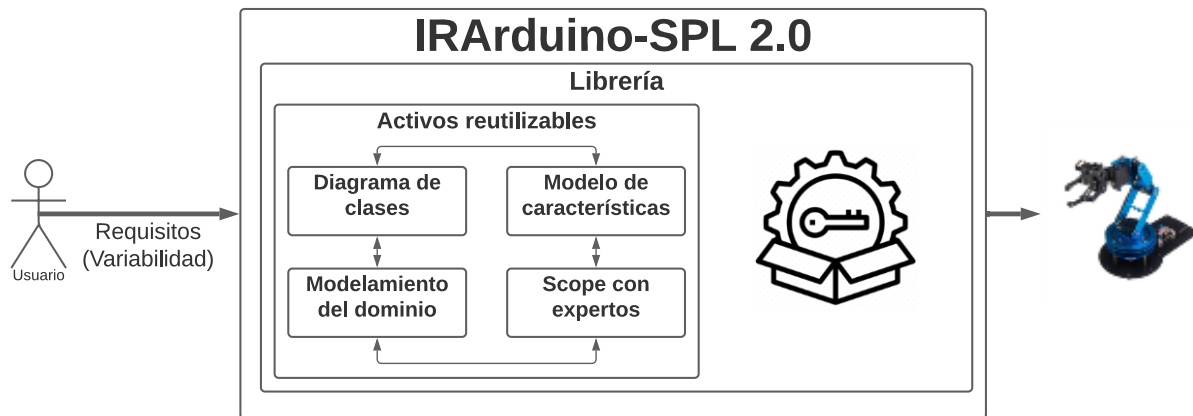 IRArduino-SPL 2.0
Librería
Activos reutilizables
Diagrama de
clases
Modelo de
características
Requisitos
(Variabilidad)
Usuario
Modelamiento
del dominio
Scope con
expertos